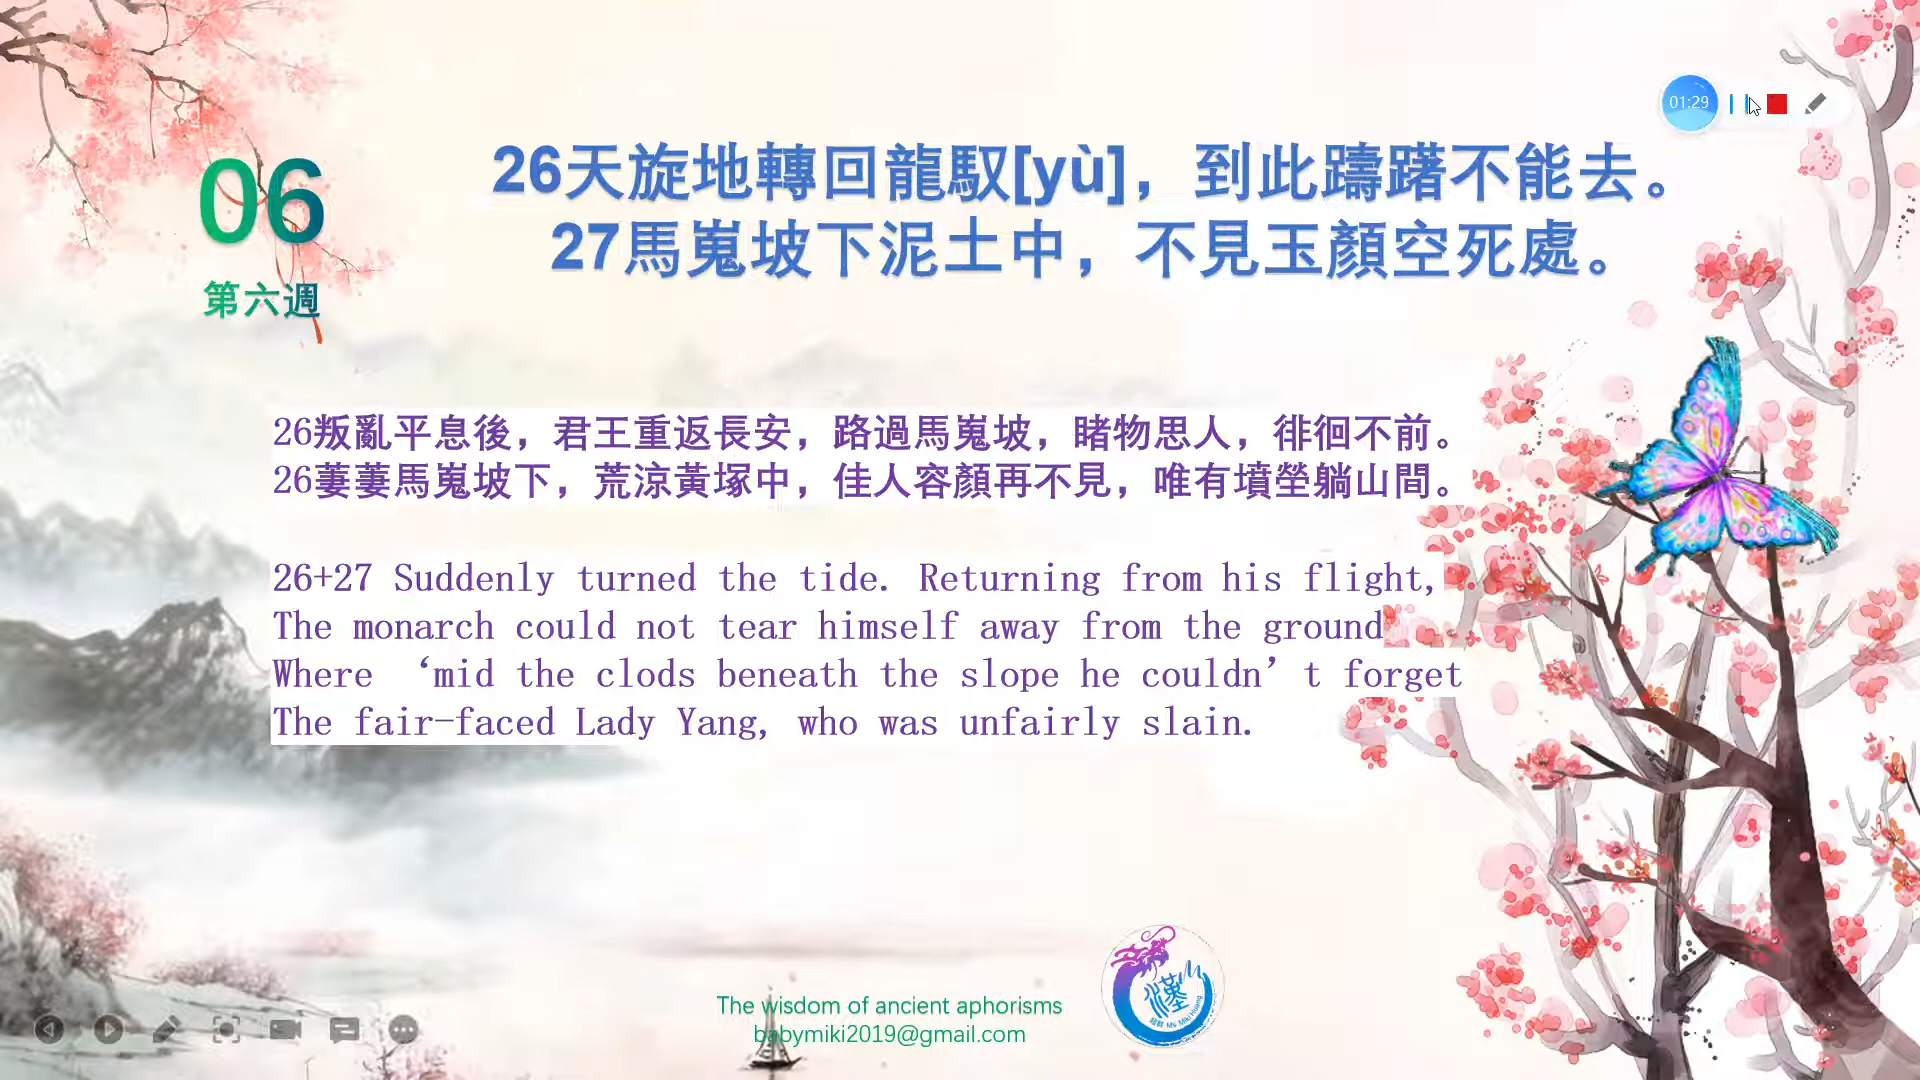 01:29
06
第六週
26天旋地轉回龍馭[yù]，到此躊躇不能去。
27馬嵬坡下泥土中，不見玉顏空死處。
26叛亂平息後，君王重返長安，路過馬嵬坡，睹物思人，徘徊不前。
26萋萋馬嵬坡下，荒涼黃塚中，佳人容顏再不見，唯有墳塋躺山間。
26+27 Suddenly turned the tide. Returning from his flight,
The monarch could not tear himself away from the ground
Where ‘mid the clods beneath the slope he couldn’t forget
The fair-faced Lady Yang, who was unfairly slain.
The wisdom of ancient aphorisms
babymiki2019@gmail.com